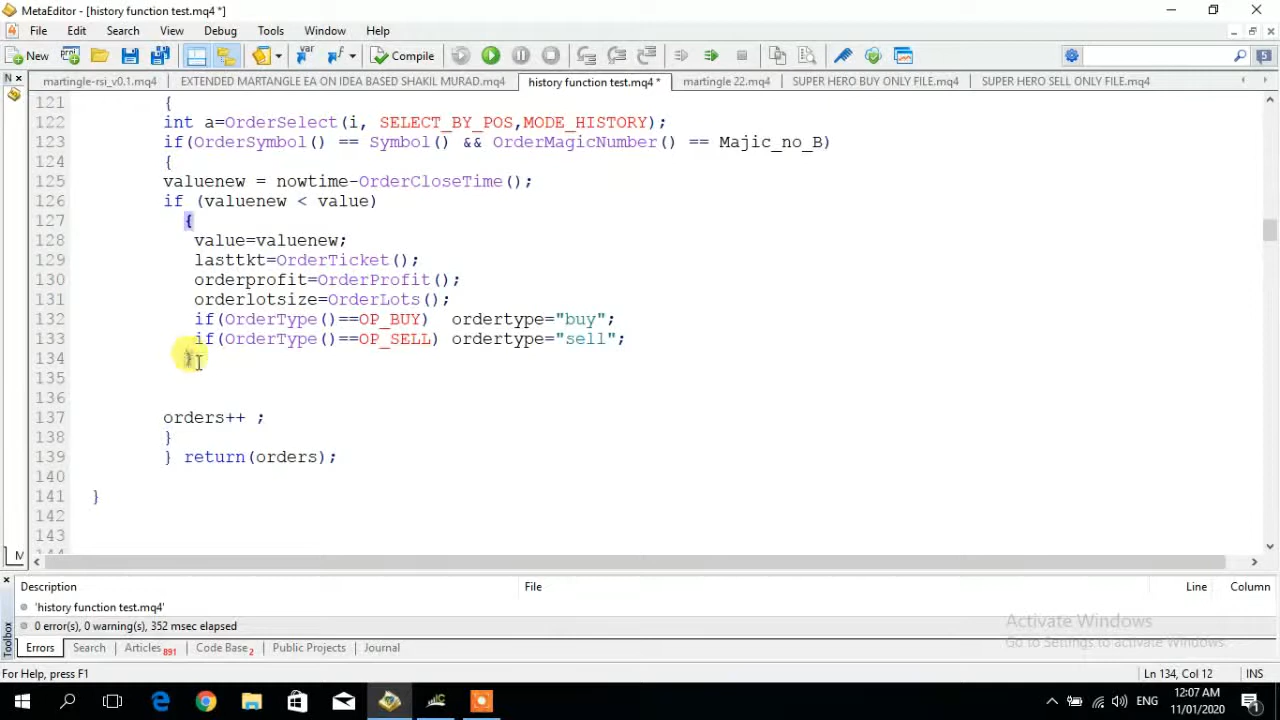 MetaEditor - [history function test.mq4 *]
File Edit Search View Debug Tools Window Help
New Compile 5
N martingle-rsi_v0.1.mq4 EXTENDED MARTANGLE EA ON IDEA BASED SHAKIL MURAD.mq4 history function test.mq4 * martingle 22.mq4 SUPER HERO BUY ONLY FILE.mq4 SUPER HERO SELL ONLY FILE.mq4
121 {
122 int a=OrderSelect(i, SELECT_BY_POS,MODE_HISTORY);
123 if(OrderSymbol() == Symbol() && OrderMagicNumber() == Majic_no_B)
124 {
125 valuenew = nowtime-OrderCloseTime();
126 if (valuenew < value)
127 {
128 value=valuenew;
129 lasttkt=OrderTicket();
130 orderprofit=OrderProfit();
131 orderlotsize=OrderLots();
132 if(OrderType()==OP_BUY) ordertype="buy";
133 if(OrderType()==OP_SELL) ordertype="sell";
134 }
135
136
137 orders++ ;
138 }
139 } return(orders);
140
141 }
142
143
144
M
Description File Line Column
'history function test.mq4'
0 error(s), 0 warning(s), 352 msec elapsed
Activate Windows
Go to Settings to activate Windows.
Toolbox
Errors Search Articles 891 Code Base 2 Public Projects Journal
For Help, press F1 Ln 134, Col 12 INS
ENG 12:07 AM
11/01/2020 1